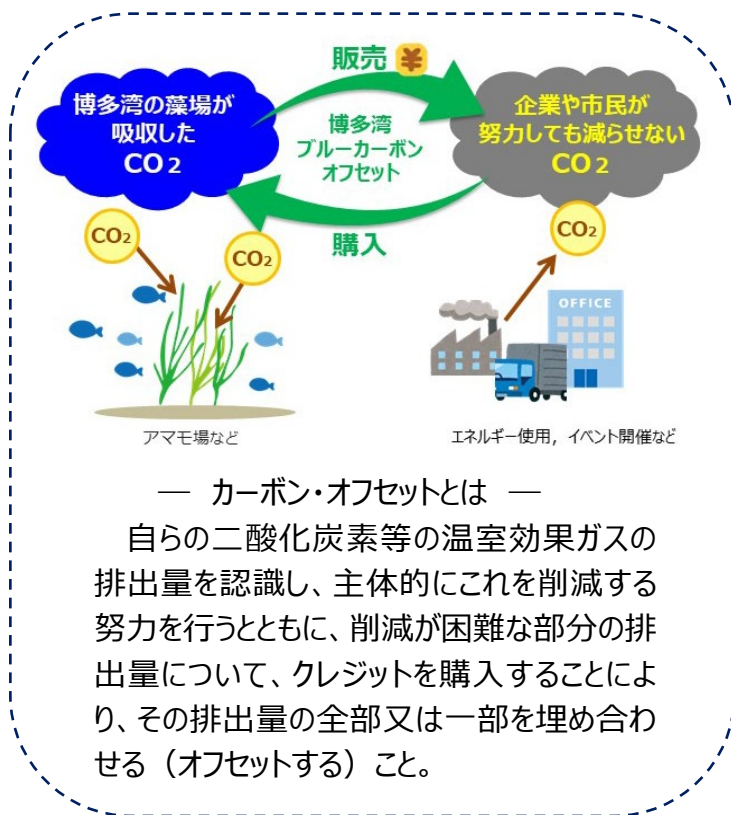 販売 ¥
博多湾の藻場が
吸収した
CO２
博多湾
ブルーカーボン
オフセット
企業や市民が
努力しても減らせない
CO２
購入
CO₂
CO₂
CO₂
OFFICE
アマモ場など
エネルギー使用，イベント開催など
― カーボン・オフセットとは ―
自らの二酸化炭素等の温室効果ガスの
排出量を認識し、主体的にこれを削減する
努力を行うとともに、削減が困難な部分の排
出量について、クレジットを購入することによ
り、その排出量の全部又は一部を埋め合わ
せる（オフセットする）こと。